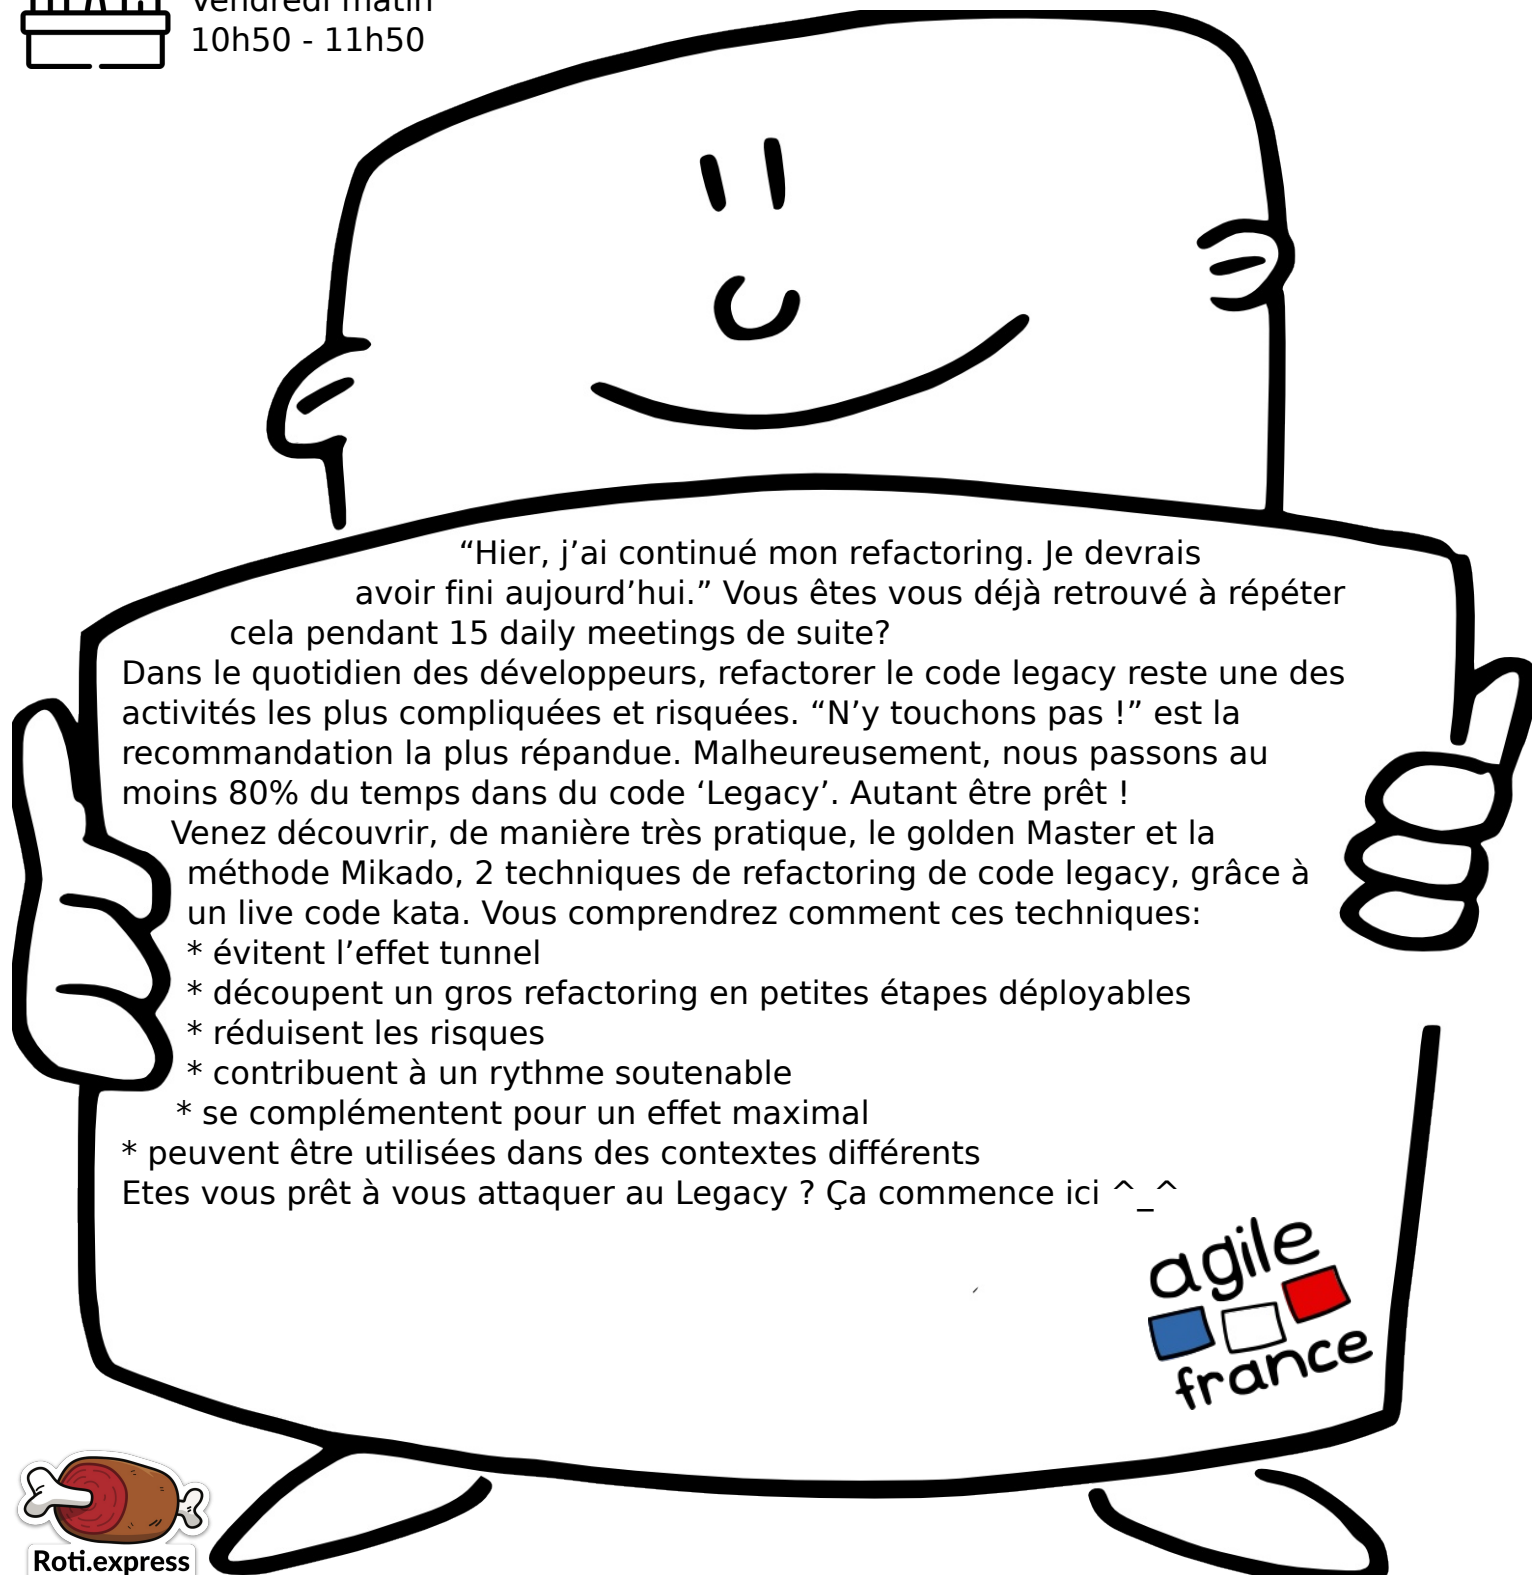 Vendredi matin
10h50 - 11h50
“Hier, j’ai continué mon refactoring. Je devrais
avoir fini aujourd’hui.” Vous êtes vous déjà retrouvé à répéter
cela pendant 15 daily meetings de suite?
Dans le quotidien des développeurs, refactorer le code legacy reste une des
activités les plus compliquées et risquées. “N’y touchons pas !” est la
recommandation la plus répandue. Malheureusement, nous passons au
moins 80% du temps dans du code ‘Legacy’. Autant être prêt !
Venez découvrir, de manière très pratique, le golden Master et la
méthode Mikado, 2 techniques de refactoring de code legacy, grâce à
un live code kata. Vous comprendrez comment ces techniques:
* évitent l’effet tunnel
* découpent un gros refactoring en petites étapes déployables
* réduisent les risques
* contribuent à un rythme soutenable
* se complémentent pour un effet maximal
* peuvent être utilisées dans des contextes différents
Etes vous prêt à vous attaquer au Legacy ? Ça commence ici ^_^
agile
france
Roti.express